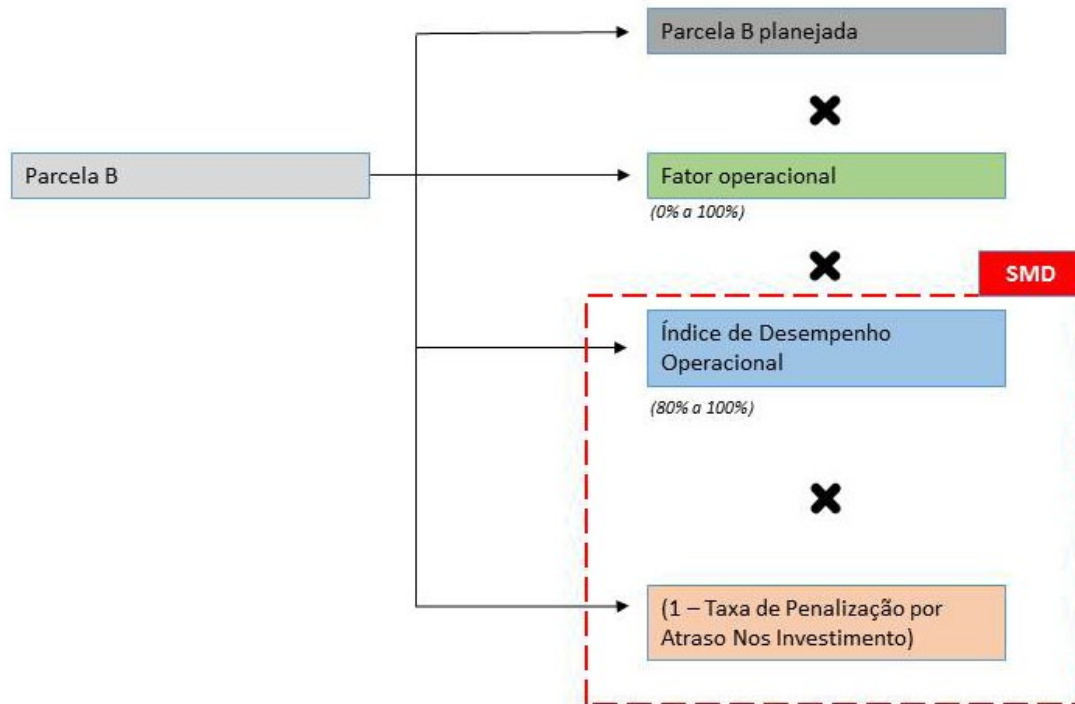 Parcela B planejada
Parcela B
Fator operacional
(0% a 100%)
SMD
Índice de Desempenho
Operacional
(80% a 100%)
(1 – Taxa de Penalização por
Atraso Nos Investimento)